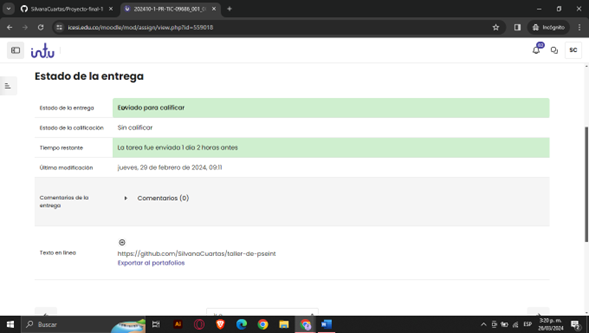 SilvanaCuartas/Proyecto-final-1
202410-1-PR-TIC-09686_001_(
icesi.edu.co/moodle/mod/assign/view.php?id=559018
Incógnito
intu
SC
Estado de la entrega
Estado de la entrega
Enviado para calificar
Estado de la calificación
Sin calificar
Tiempo restante
La tarea fue enviada 1 día 2 horas antes
Última modificación
jueves, 29 de febrero de 2024, 09:11
Comentarios de la
entrega
Comentarios (0)
Texto en línea
https://github.com/SilvanaCuartas/taller-de-pseint
Exportar al portafolios
Buscar
ESP
3:20 p. m.
26/03/2024